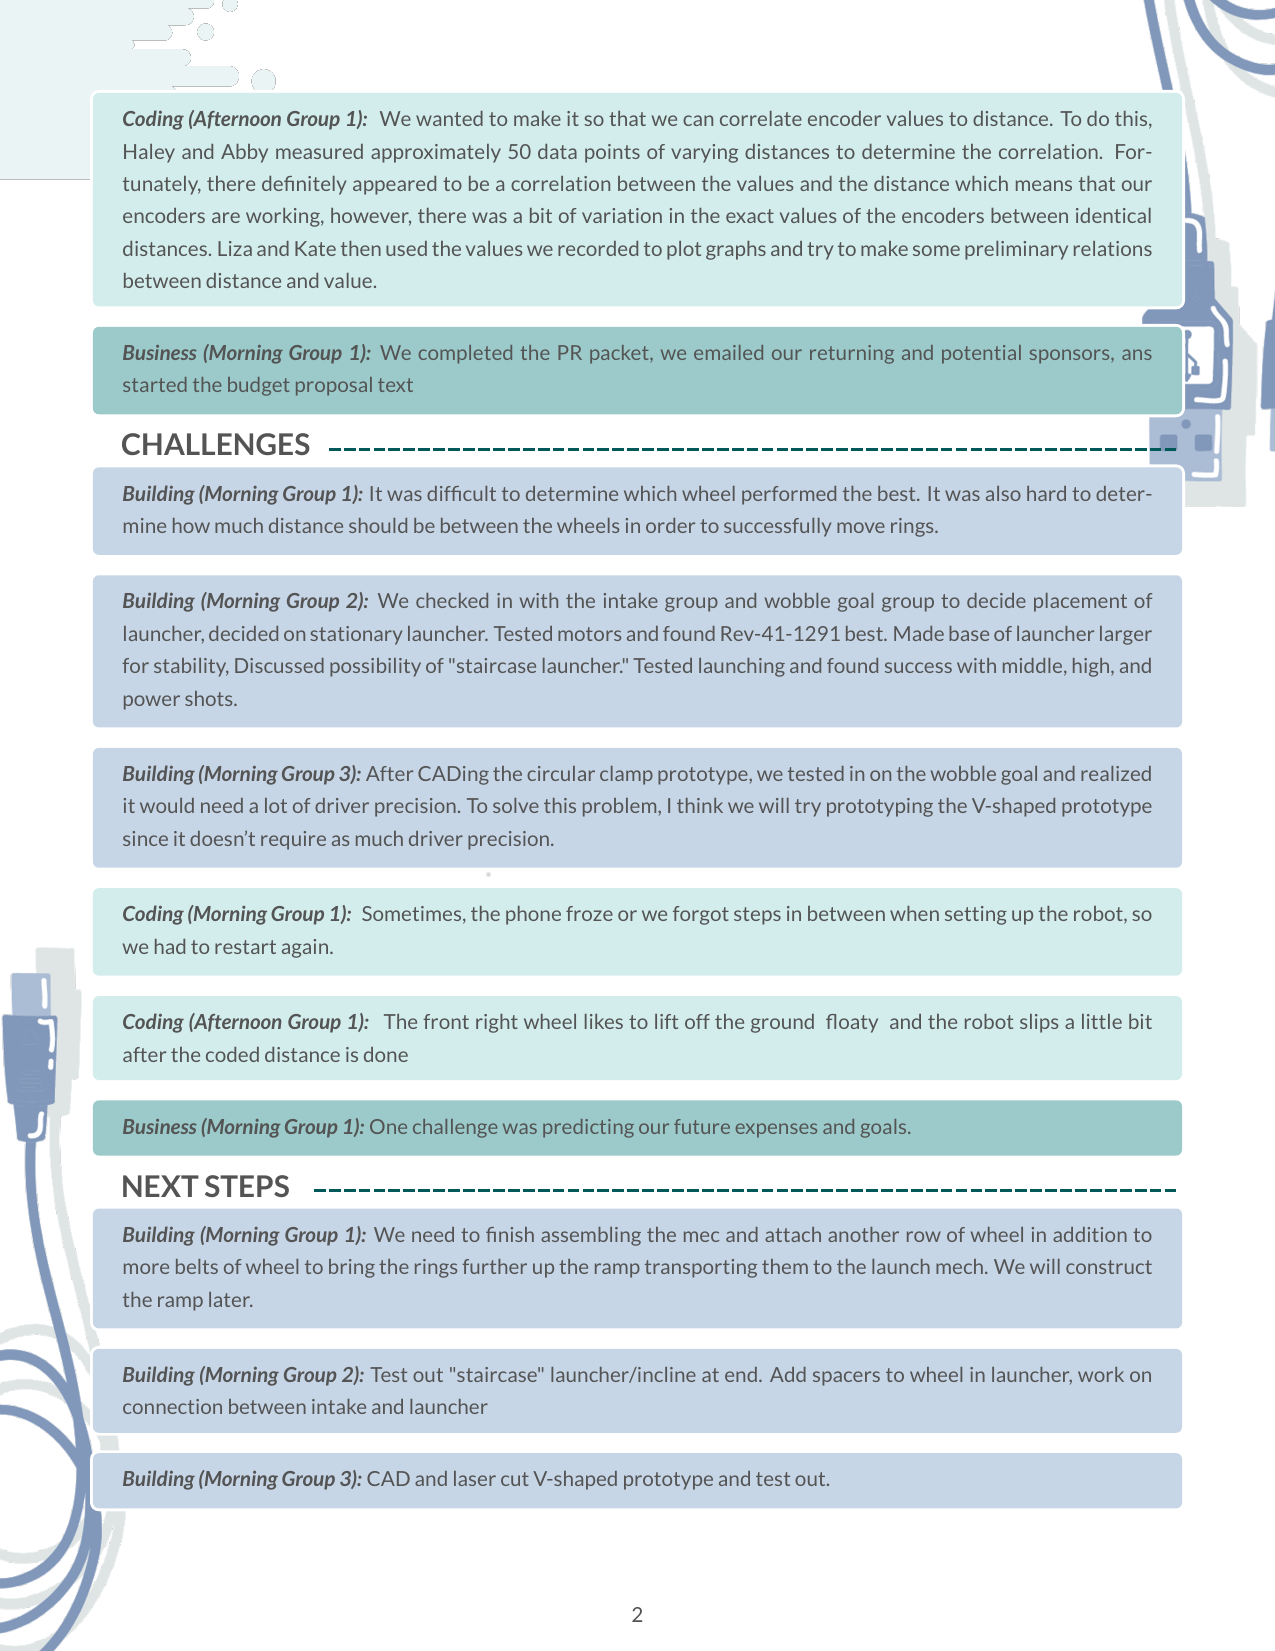 Coding (Afternoon Group 1): We wanted to make it so that we can correlate encoder values to distance. To do this,
Haley and Abby measured approximately 50 data points of varying distances to determine the correlation. For-
tunately, there definitely appeared to be a correlation between the values and the distance which means that our
encoders are working, however, there was a bit of variation in the exact values of the encoders between identical
distances. Liza and Kate then used the values we recorded to plot graphs and try to make some preliminary relations
between distance and value.
Business (Morning Group 1): We completed the PR packet, we emailed our returning and potential sponsors, ans
started the budget proposal text
CHALLENGES
Building (Morning Group 1): It was difficult to determine which wheel performed the best. It was also hard to deter-
mine how much distance should be between the wheels in order to successfully move rings.
Building (Morning Group 2): We checked in with the intake group and wobble goal group to decide placement of
launcher, decided on stationary launcher. Tested motors and found Rev-41-1291 best. Made base of launcher larger
for stability, Discussed possibility of "staircase launcher." Tested launching and found success with middle, high, and
power shots.
Building (Morning Group 3): After CADing the circular clamp prototype, we tested in on the wobble goal and realized
it would need a lot of driver precision. To solve this problem, I think we will try prototyping the V-shaped prototype
since it doesn't require as much driver precision.
Coding (Morning Group 1): Sometimes, the phone froze or we forgot steps in between when setting up the robot, so
we had to restart again.
Coding (Afternoon Group 1): The front right wheel likes to lift off the ground floaty and the robot slips a little bit
after the coded distance is done
Business (Morning Group 1): One challenge was predicting our future expenses and goals.
NEXT STEPS
Building (Morning Group 1): We need to finish assembling the mec and attach another row of wheel in addition to
more belts of wheel to bring the rings further up the ramp transporting them to the launch mech. We will construct
the ramp later.
Building (Morning Group 2): Test out "staircase" launcher/incline at end. Add spacers to wheel in launcher, work on
connection between intake and launcher
Building (Morning Group 3): CAD and laser cut V-shaped prototype and test out.
2